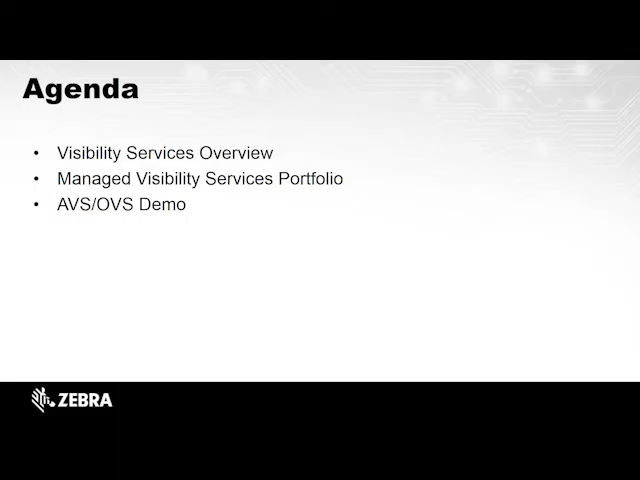 Agenda
• Visibility Services Overview
• Managed Visibility Services Portfolio
• AVS/OVS Demo
ZEBRA